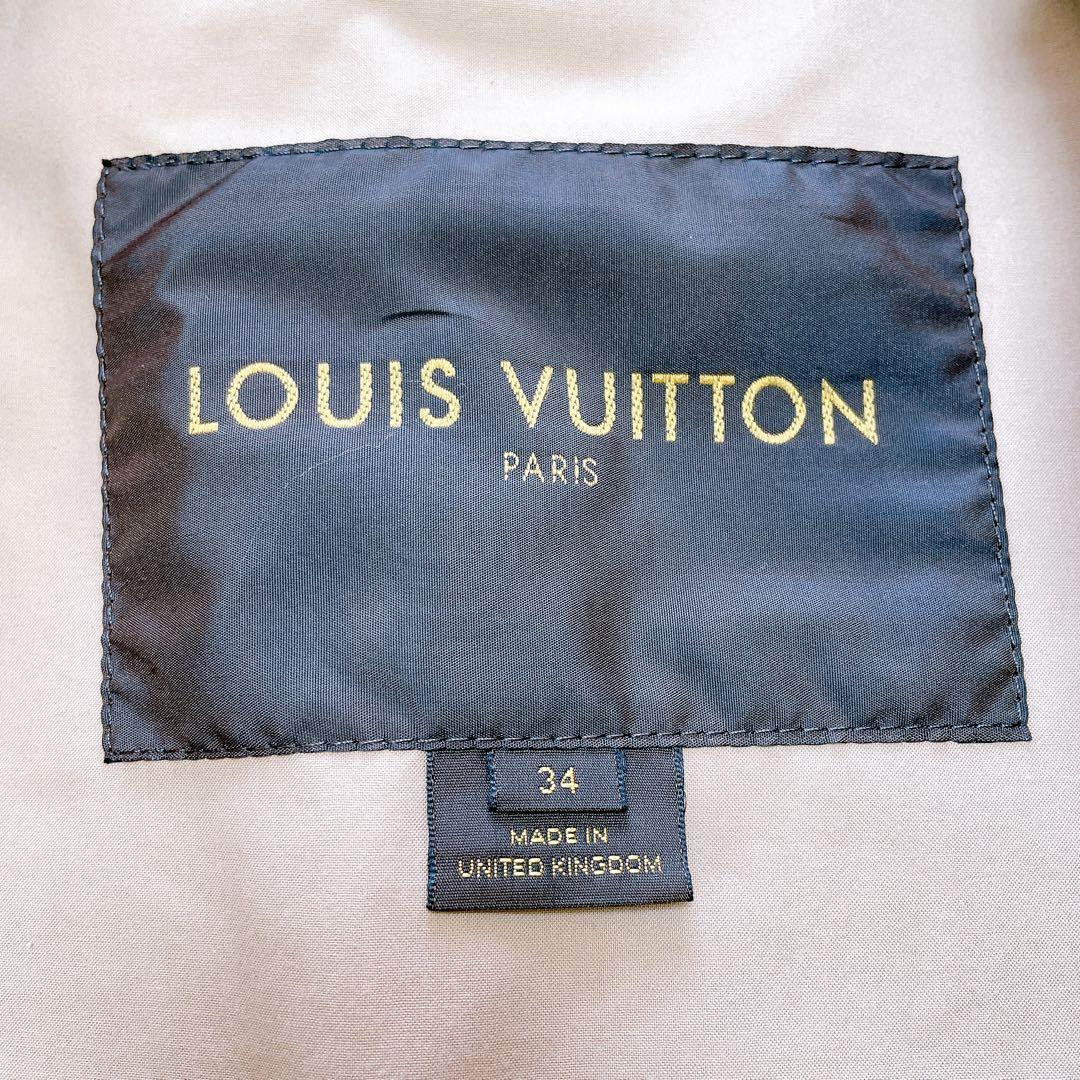 LOUIS VUITTON
PARIS
34
MADE IN
UNITED KINGDOM